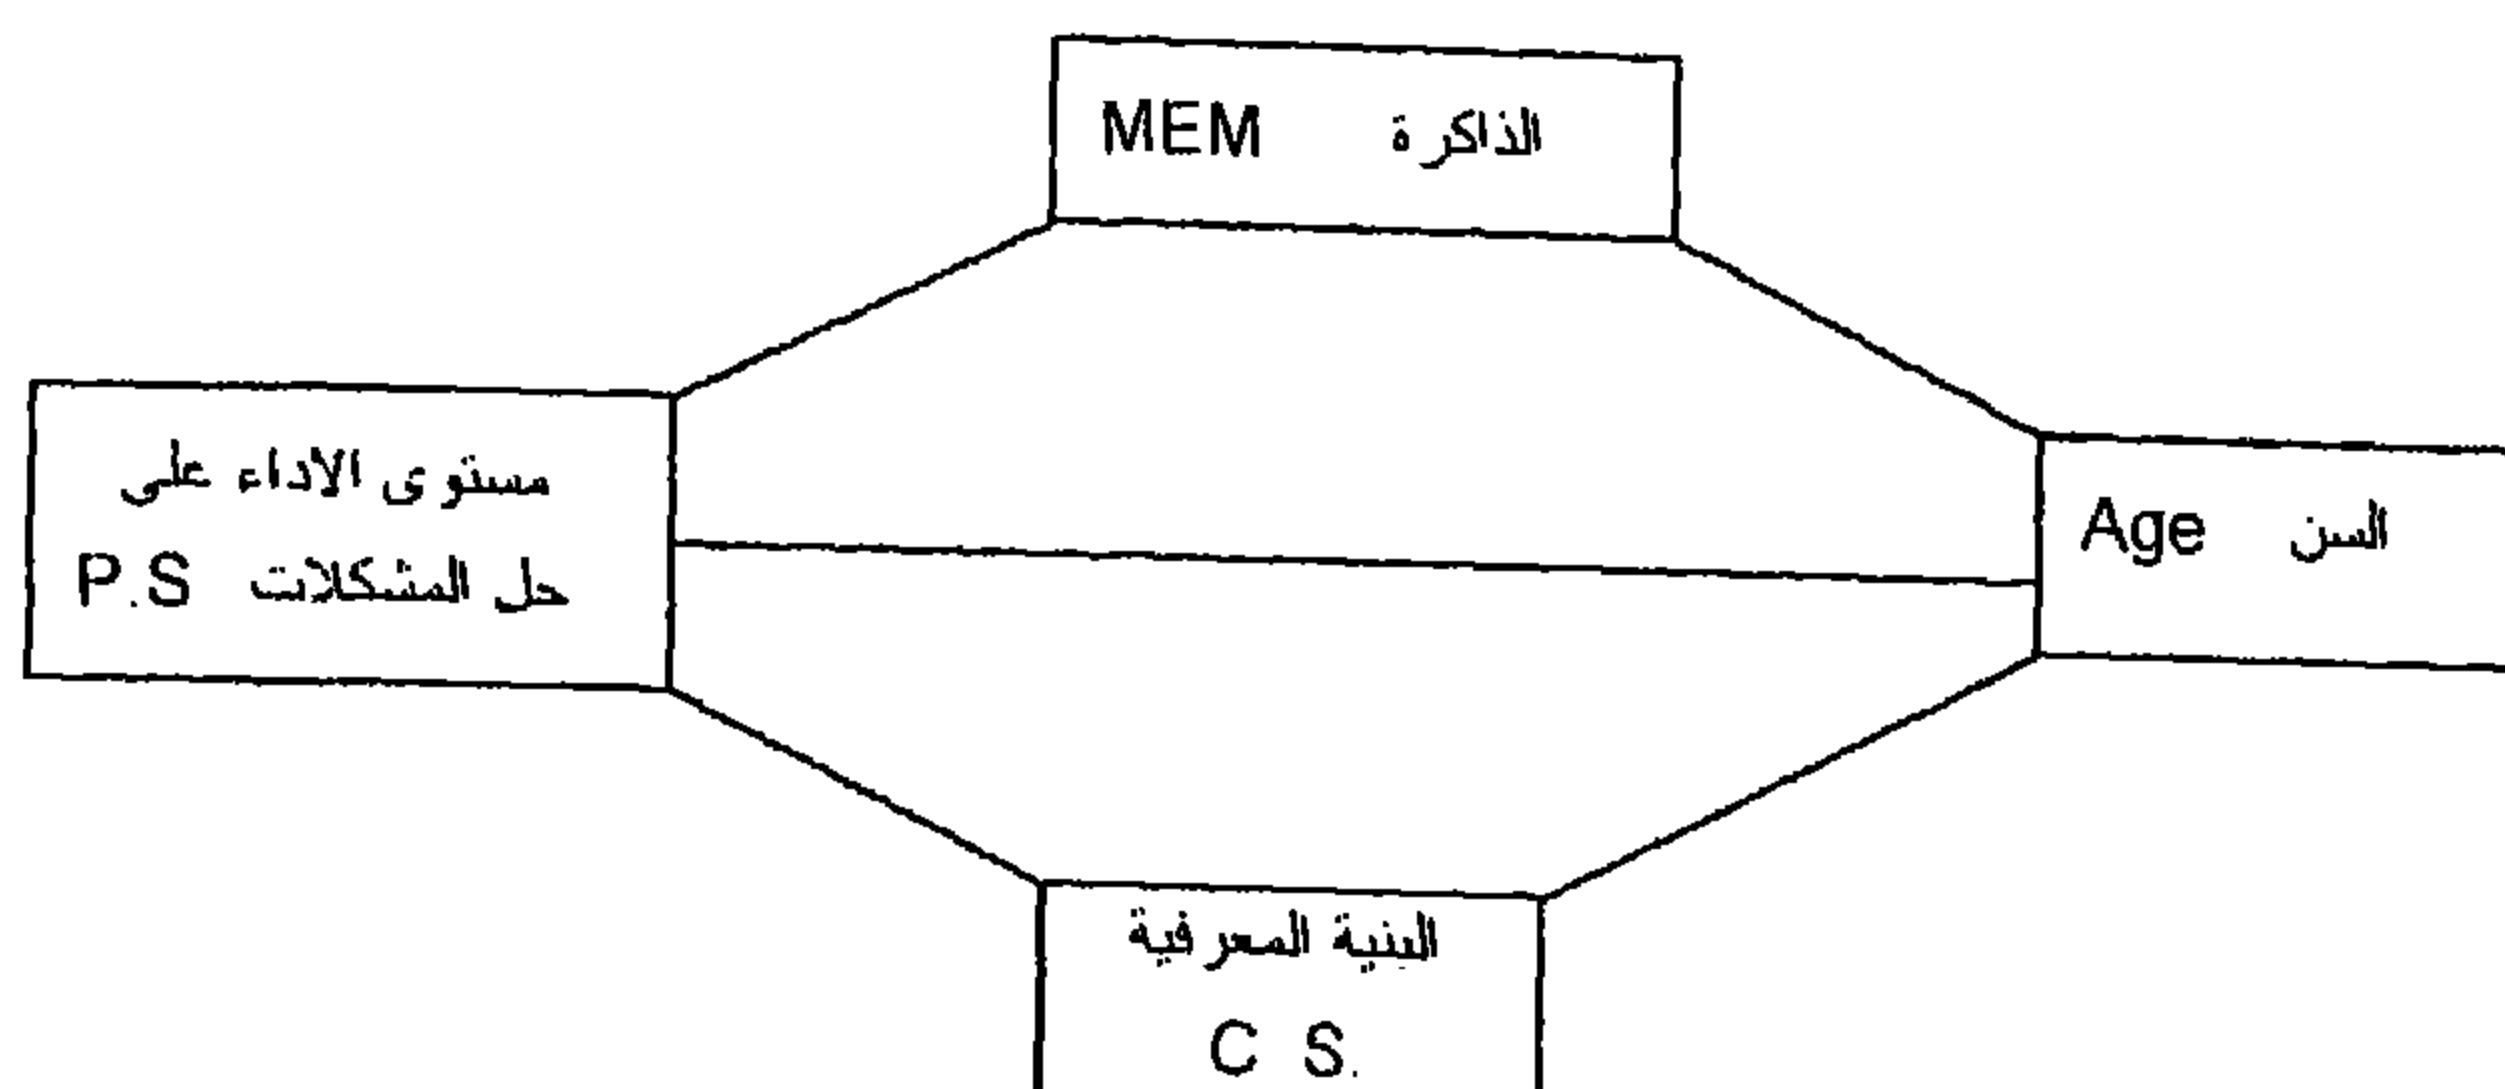 الذاكرة MEM
مستوى الاداء على
حل المشكلات P.S
السن Age
البنية المعرفية
C S.